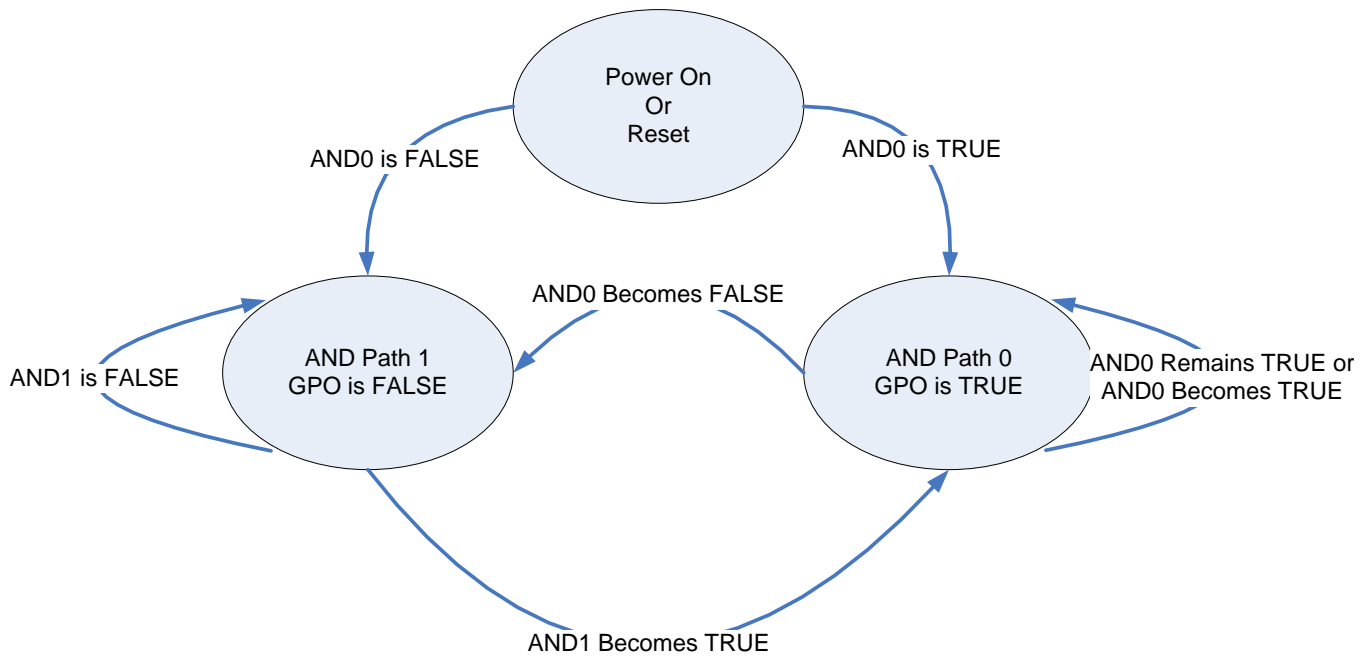 Power On
Or
Reset
AND0 is FALSE
AND0 is TRUE
AND0 Becomes FALSE
AND1 is FALSE
AND Path 1
GPO is FALSE
AND Path 0
GPO is TRUE
AND0 Remains TRUE or
AND0 Becomes TRUE
AND1 Becomes TRUE